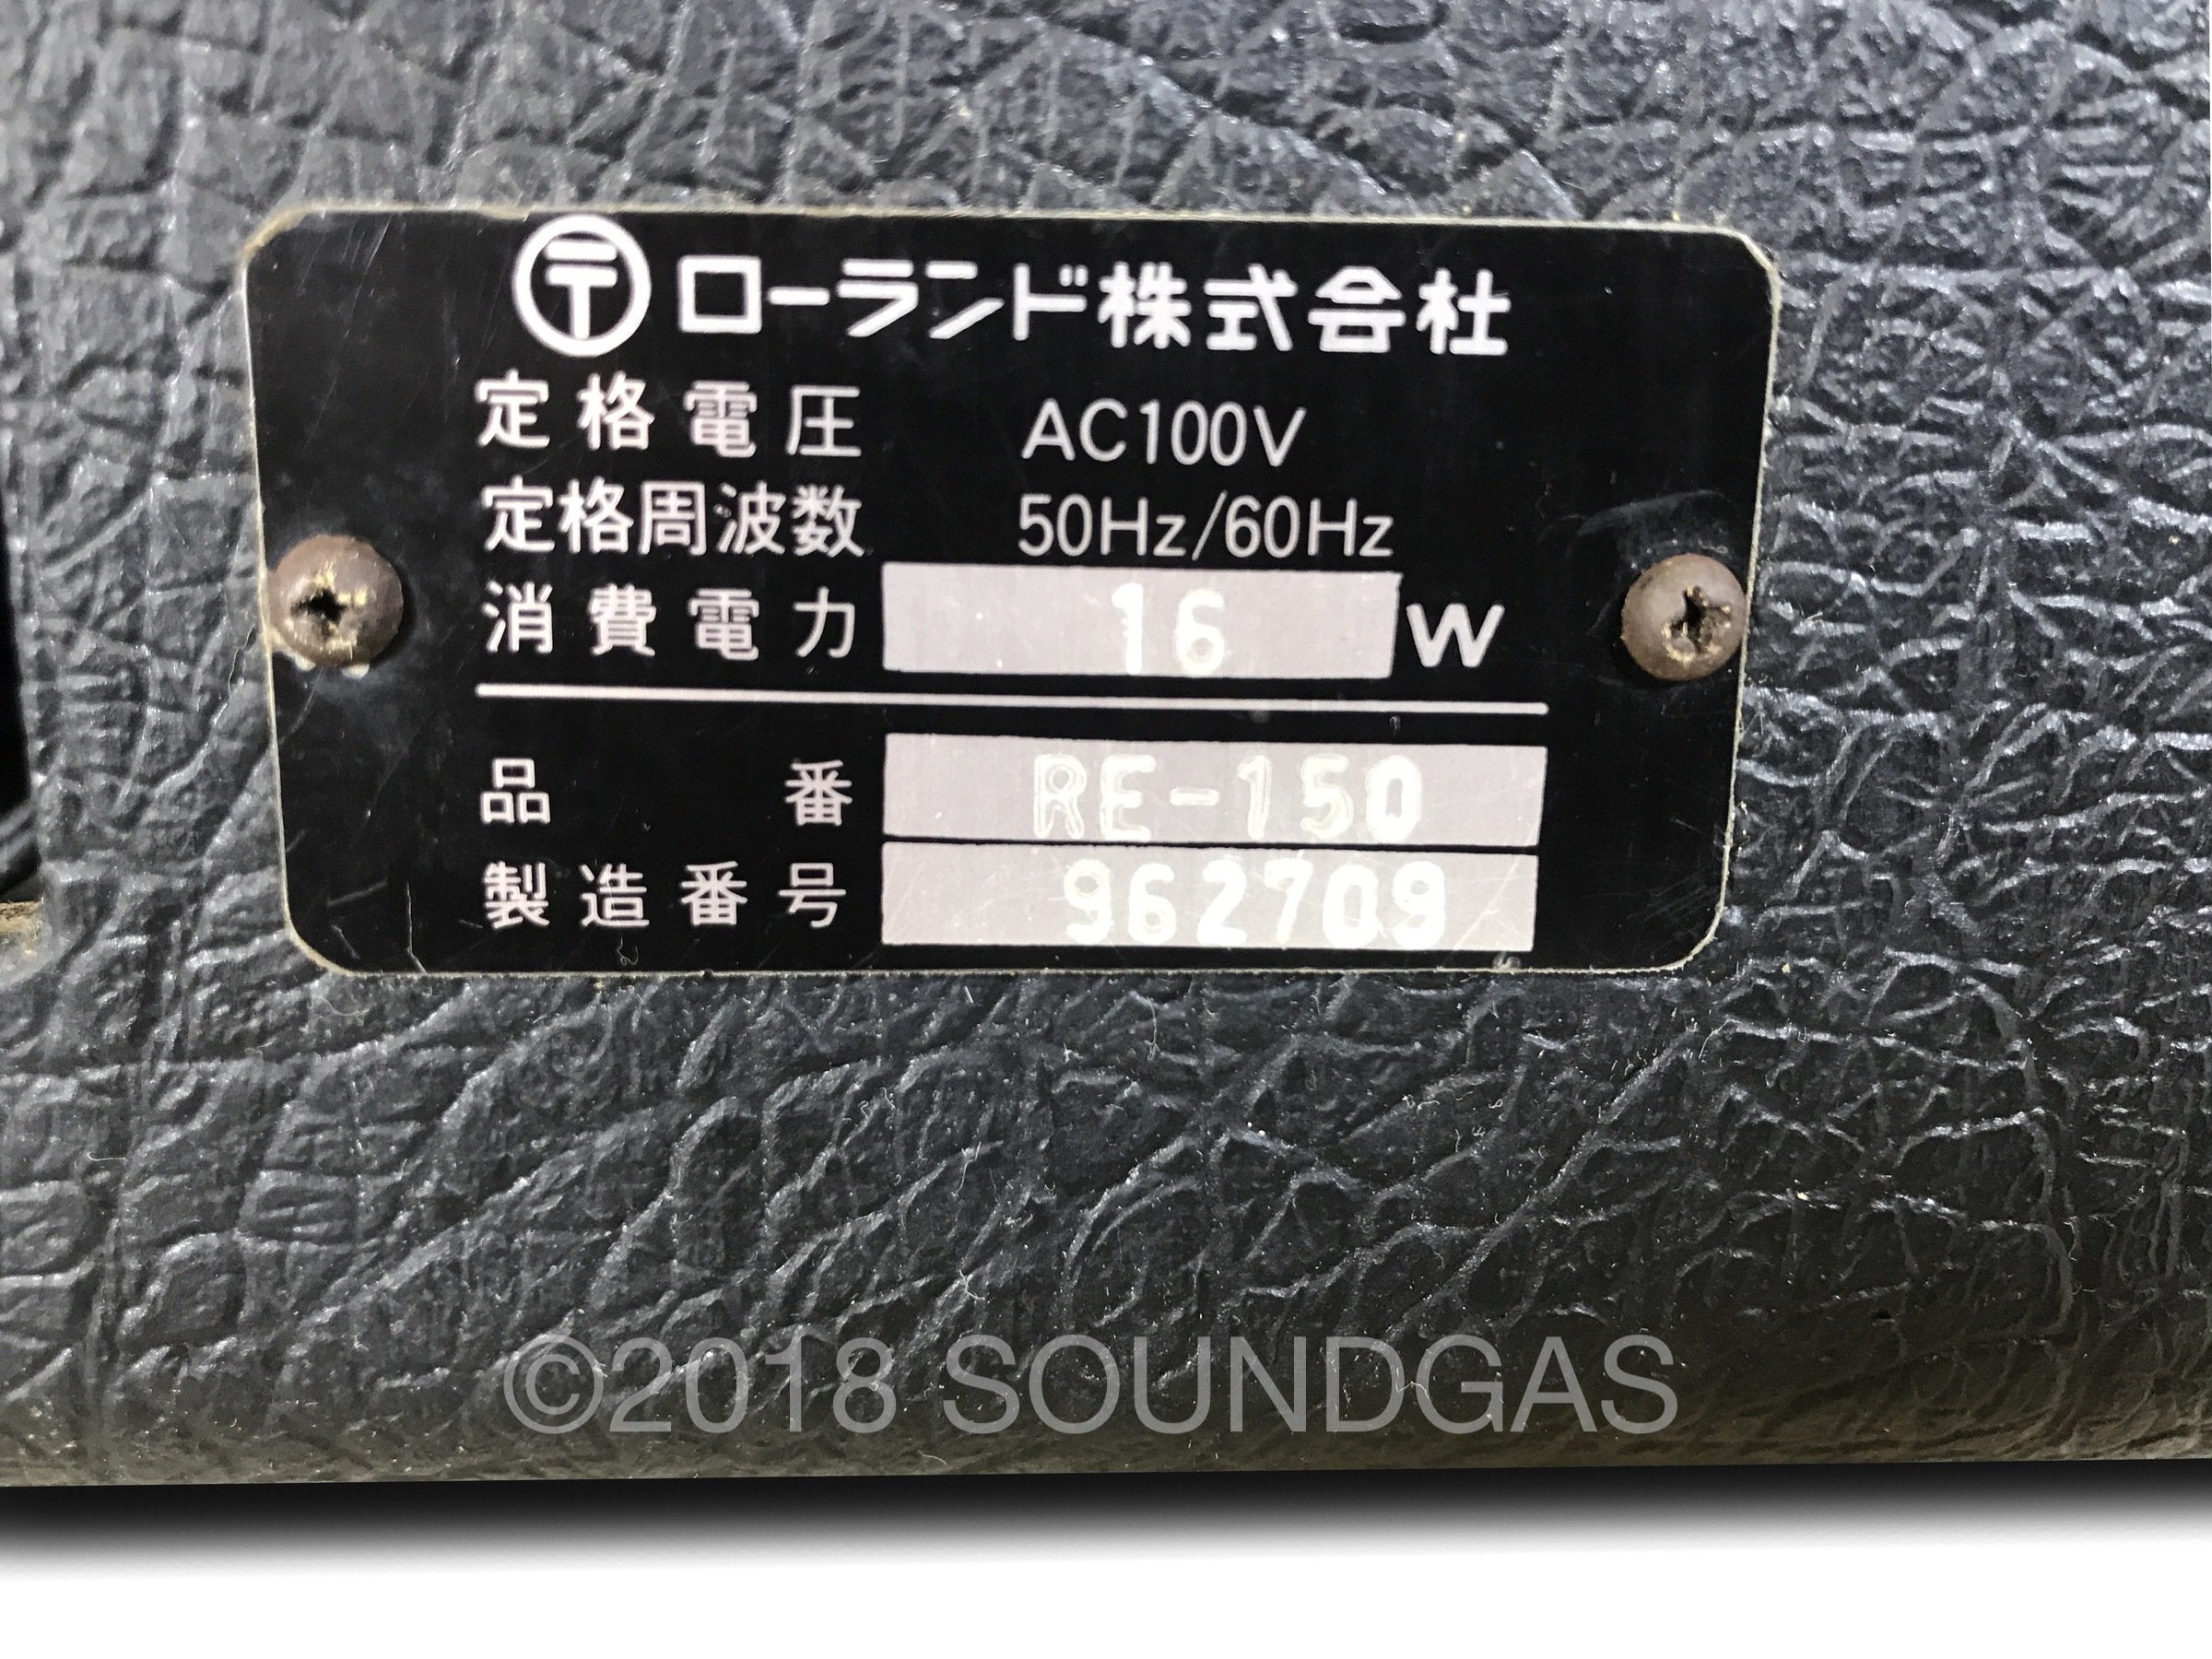 〒 ローランド株式会社
定格電圧 AC100V
定格周波数 50Hz/60Hz
消費電力 16 W
品番 RE-150
製造番号 962709
©2018 SOUNDGAS